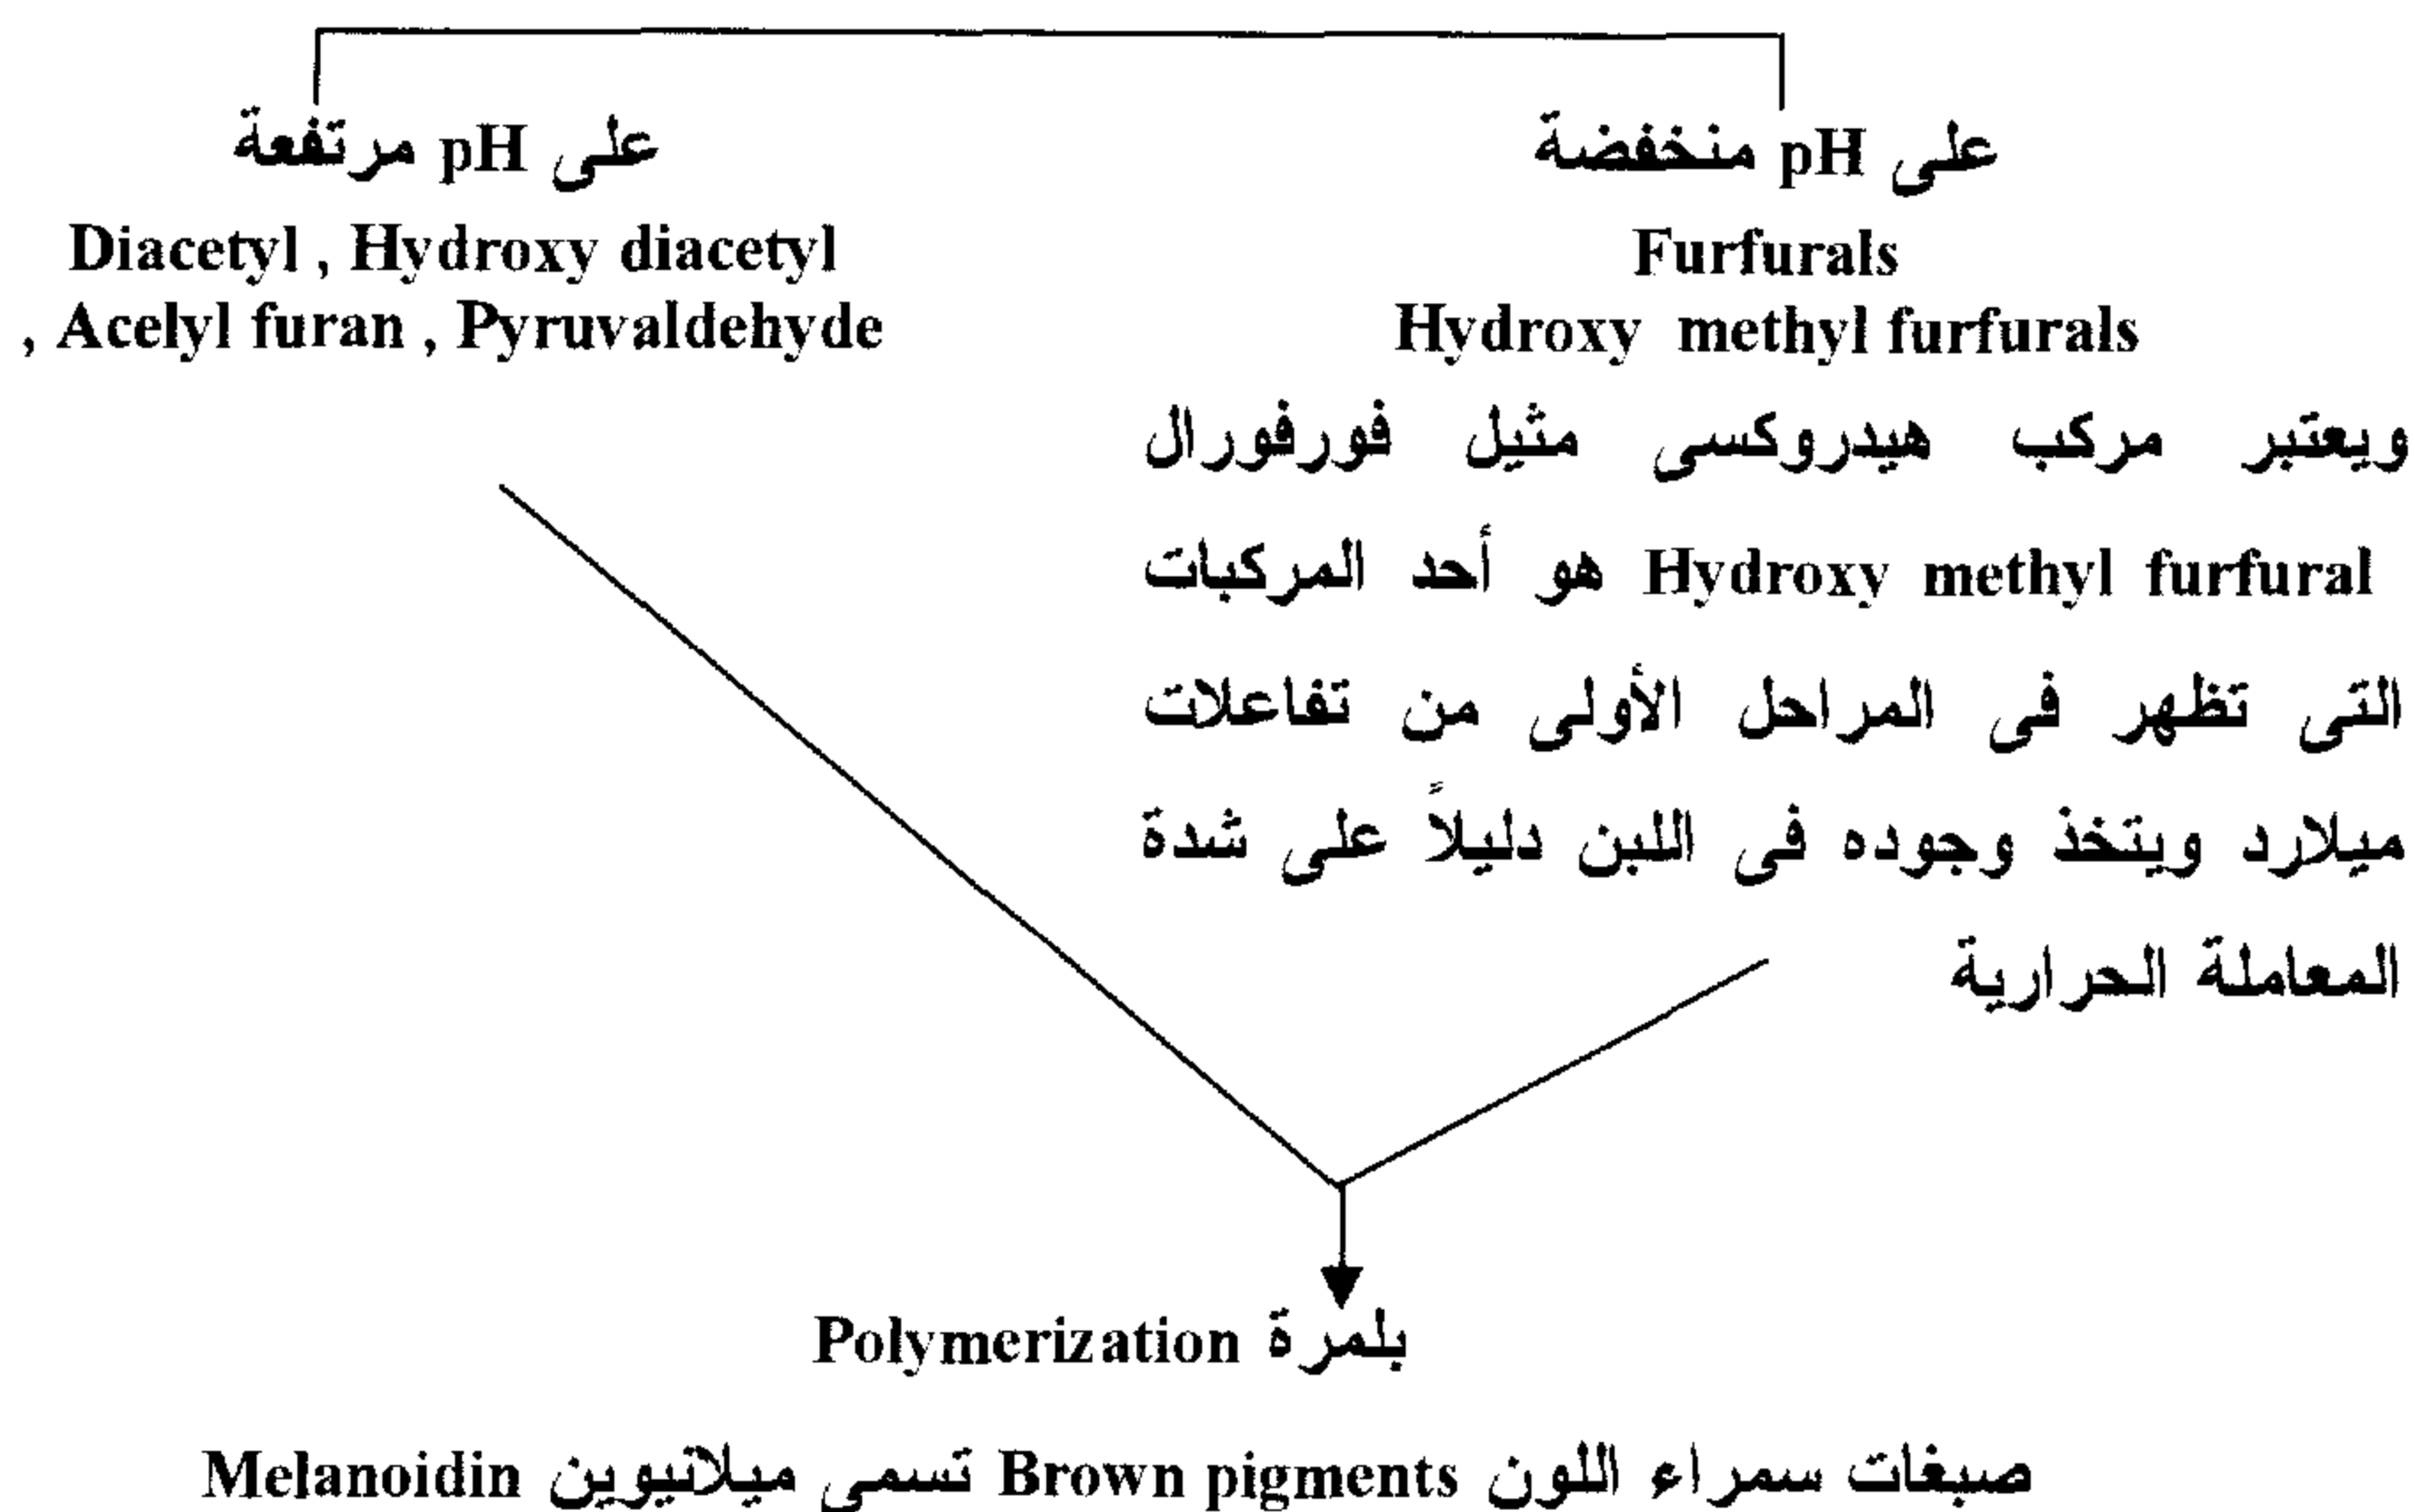 على pH منخفضة
Furfurals
Hydroxy methyl furfurals
ويعتبر مركب هيدروكسى مثيل فورفورال
Hydroxy methyl furfural هو أحد المركبات
التى تظهر فى المراحل الأولى من تفاعلات
ميلارد ويتخذ وجوده فى اللبن دليلاً على شدة
المعاملة الحرارية
على pH مرتفعة
Diacetyl , Hydroxy diacetyl
, Acelyl furan , Pyruvaldehyde
بلمرة Polymerization
صبغات سمراء اللون Brown pigments تسمى ميلانيوين Melanoidin